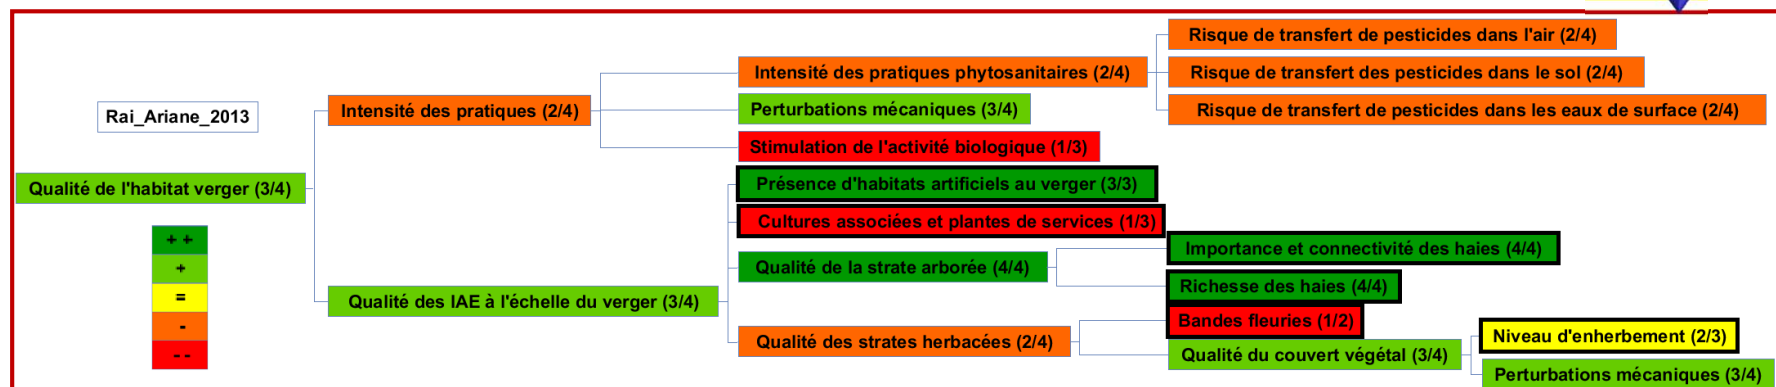 Risque de transfert de pesticides dans l'air (2/4)
Intensité des pratiques phytosanitaires (2/4)
Risque de transfert des pesticides dans le sol (2/4)
Rai_Ariane_2013
Intensité des pratiques (2/4)
Perturbations mécaniques (3/4)
Risque de transfert de pesticides dans les eaux de surface (2/4)
Stimulation de l'activité biologique (1/3)
Qualité de l'habitat verger (3/4)
Présence d'habitats artificiels au verger (3/3)
Cultures associées et plantes de services (1/3)
+ +
Importance et connectivité des haies (4/4)
+
Qualité de la strate arborée (4/4)
Richesse des haies (4/4)
=
Qualité des IAE à l'échelle du verger (3/4)
Bandes fleuries (1/2)
-
Niveau d'enherbement (2/3)
Qualité des strates herbacées (2/4)
Qualité du couvert végétal (3/4)
- -
Perturbations mécaniques (3/4)